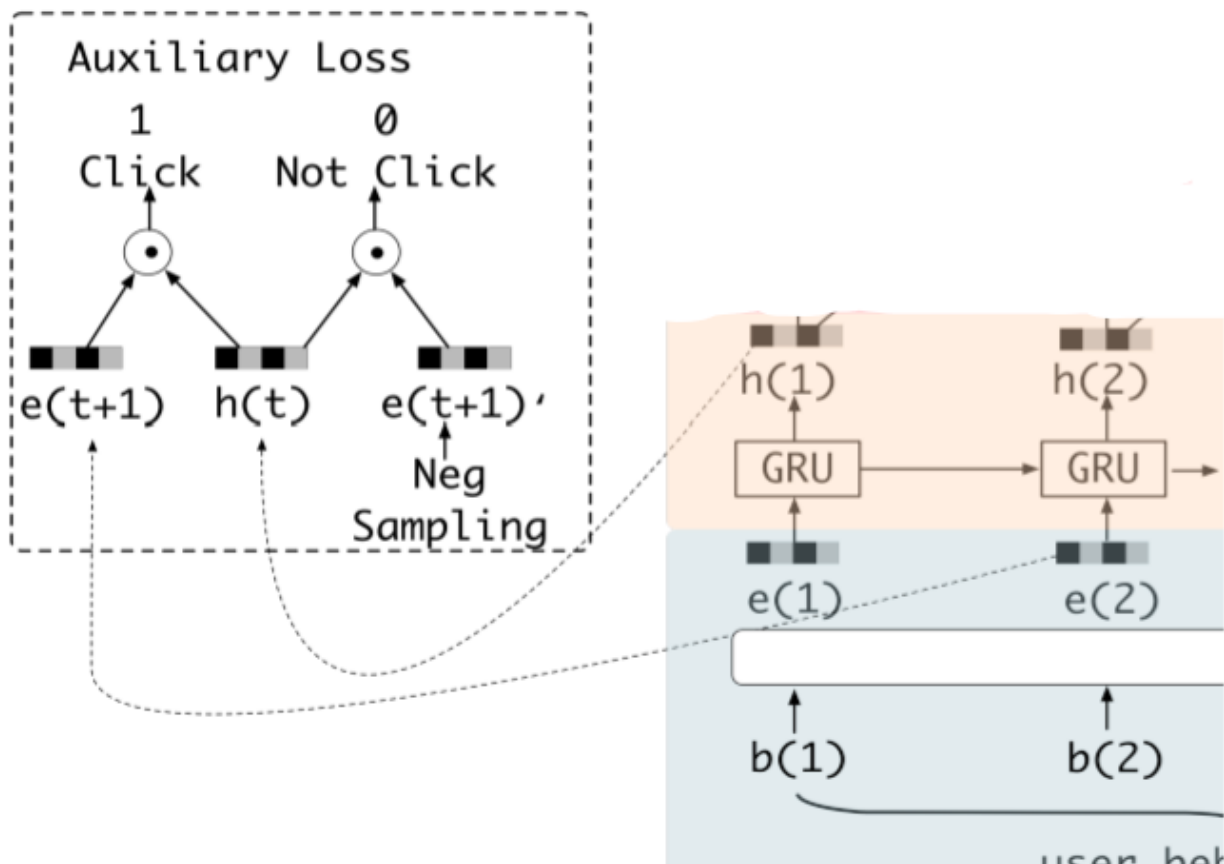 Auxiliary Loss
1 0
Click Not Click
e(t+1) h(t) e(t+1)'
Neg
Sampling
h(1) h(2)
GRU GRU
e(1) e(2)
b(1) b(2)
user